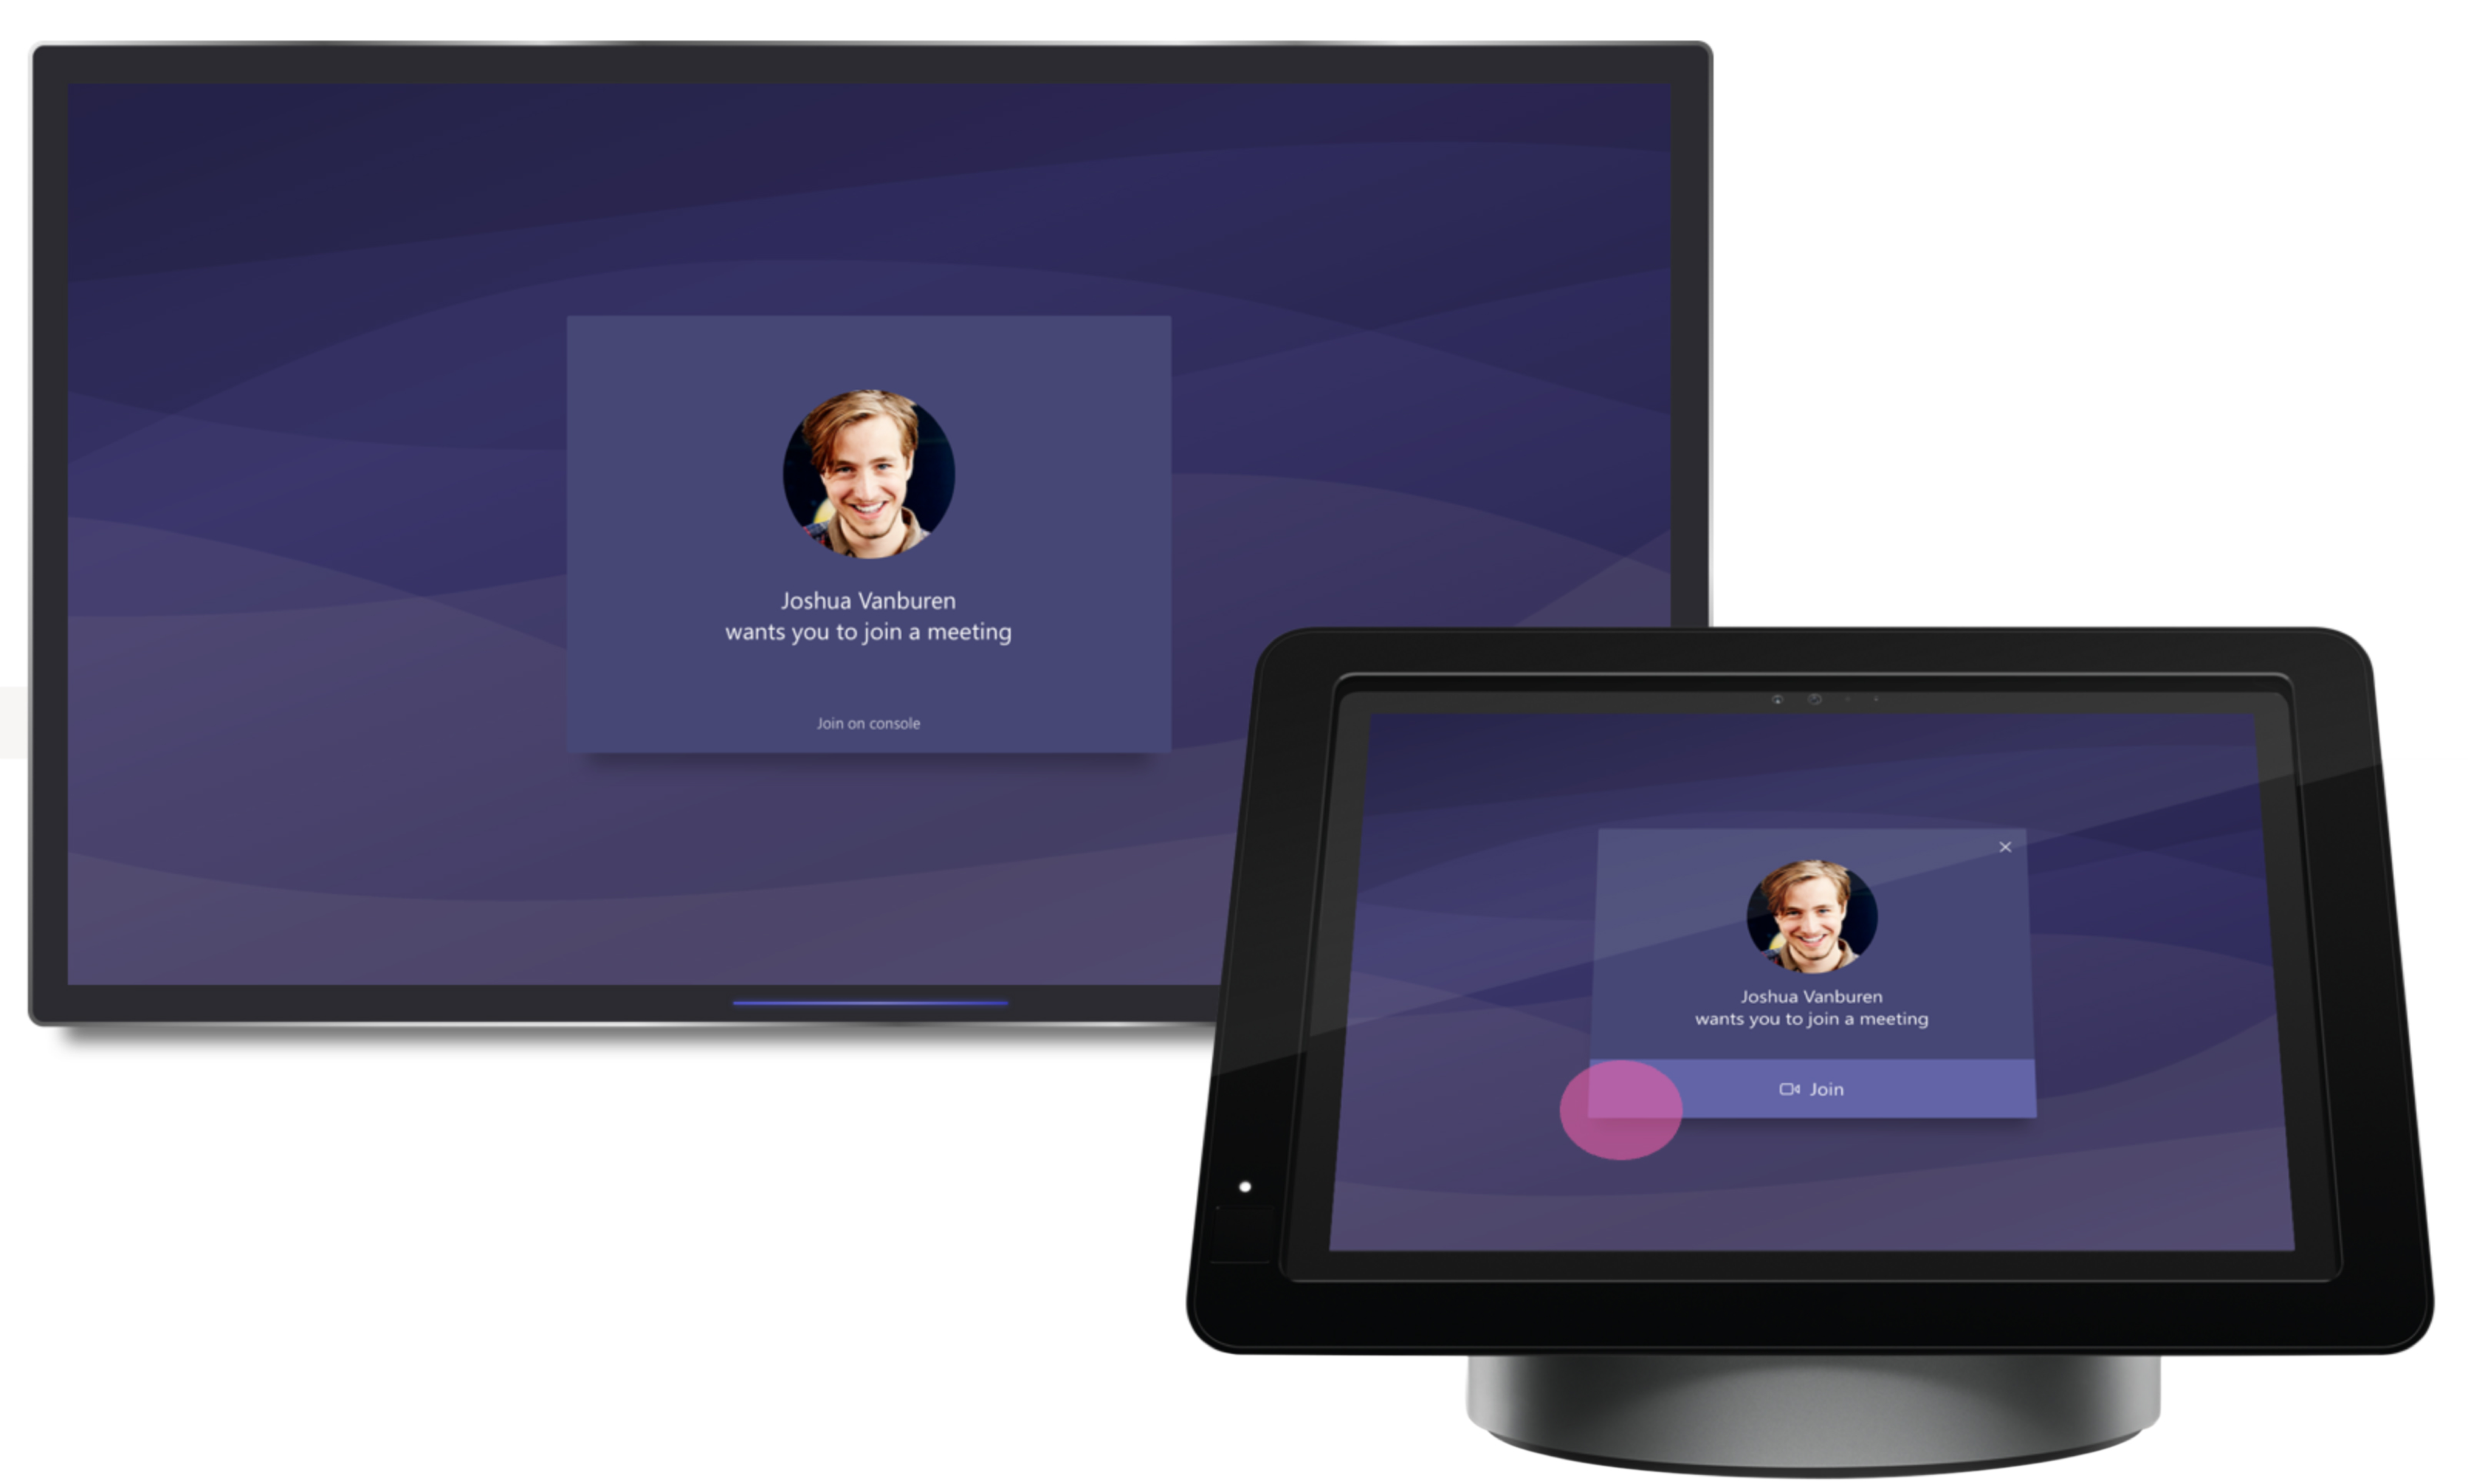 Joshua Vanburen
wants you to join a meeting
Join on console
Joshua Vanburen
wants you to join a meeting
Join